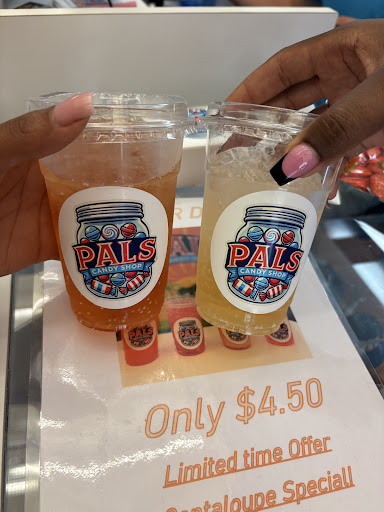 PALS
CANDY SHOP
PALS
CANDY SHOP
Only $4.50
Limited time Offer
Cantaloupe Special!